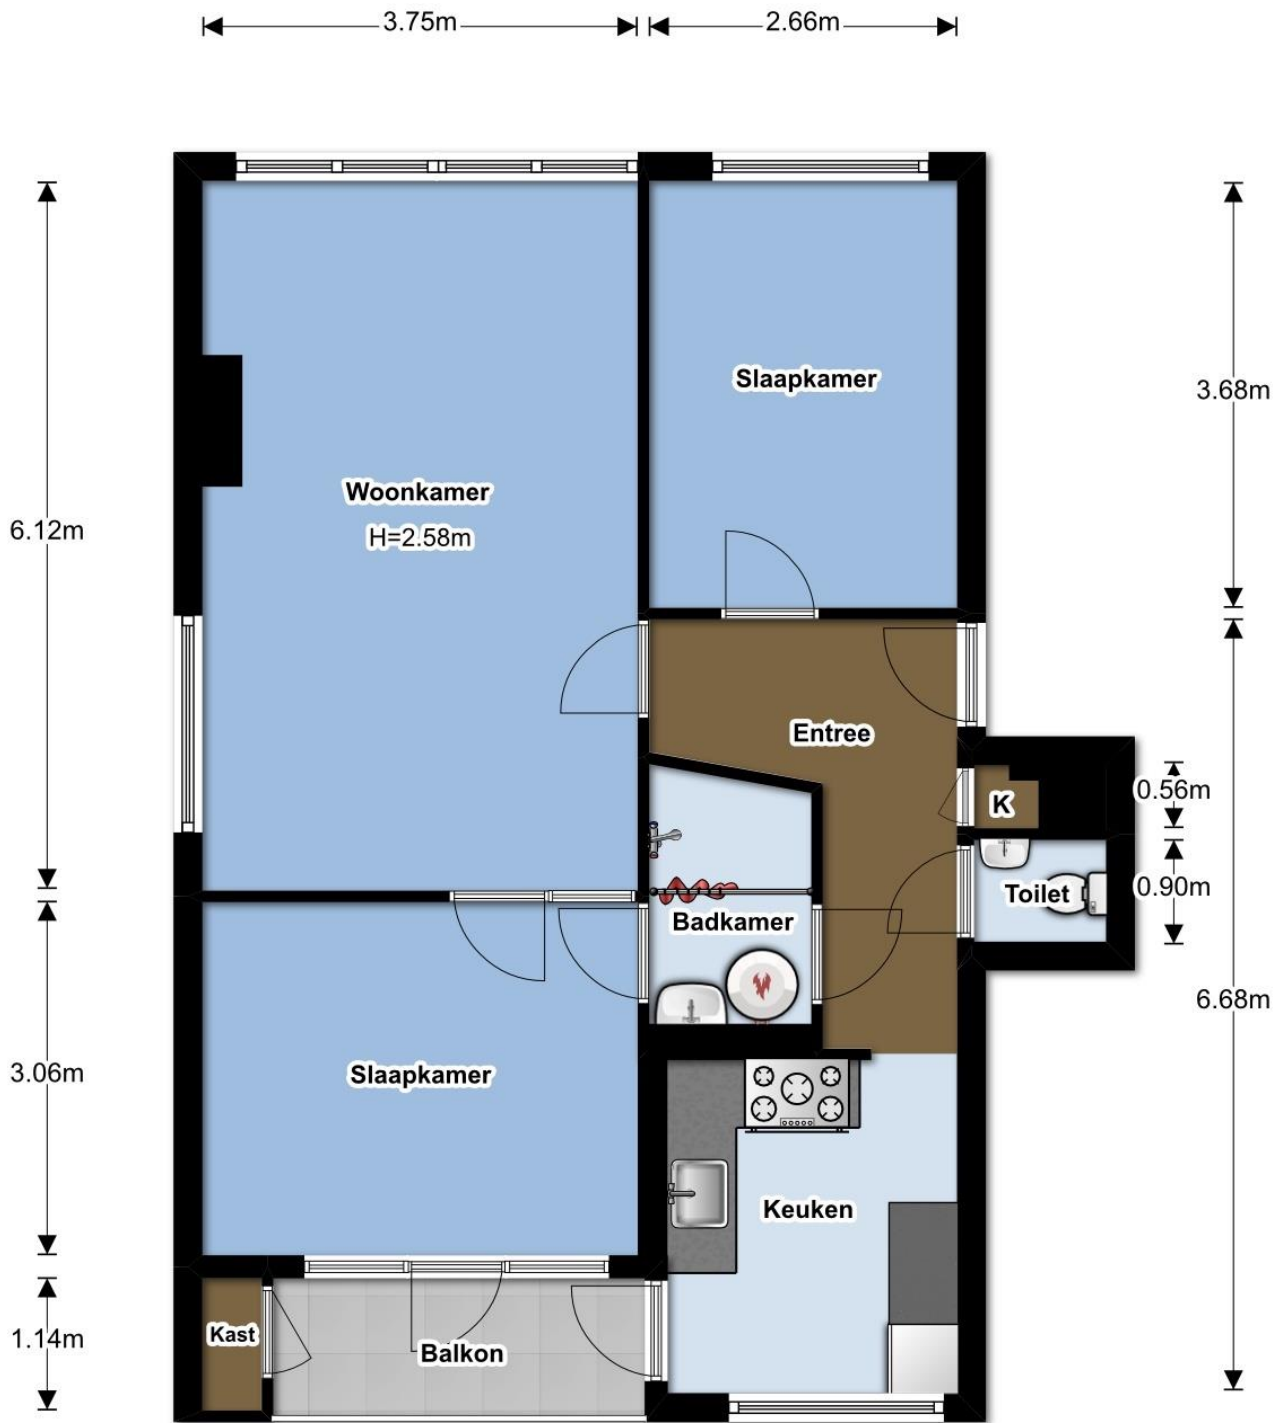 3.75m
2.66m
Slaapkamer
3.68m
Woonkamer
H=2.58m
6.12m
Entree
K
0.56m
Toilet
0.90m
Badkamer
6.68m
Slaapkamer
3.06m
Keuken
Kast
Balkon
1.14m